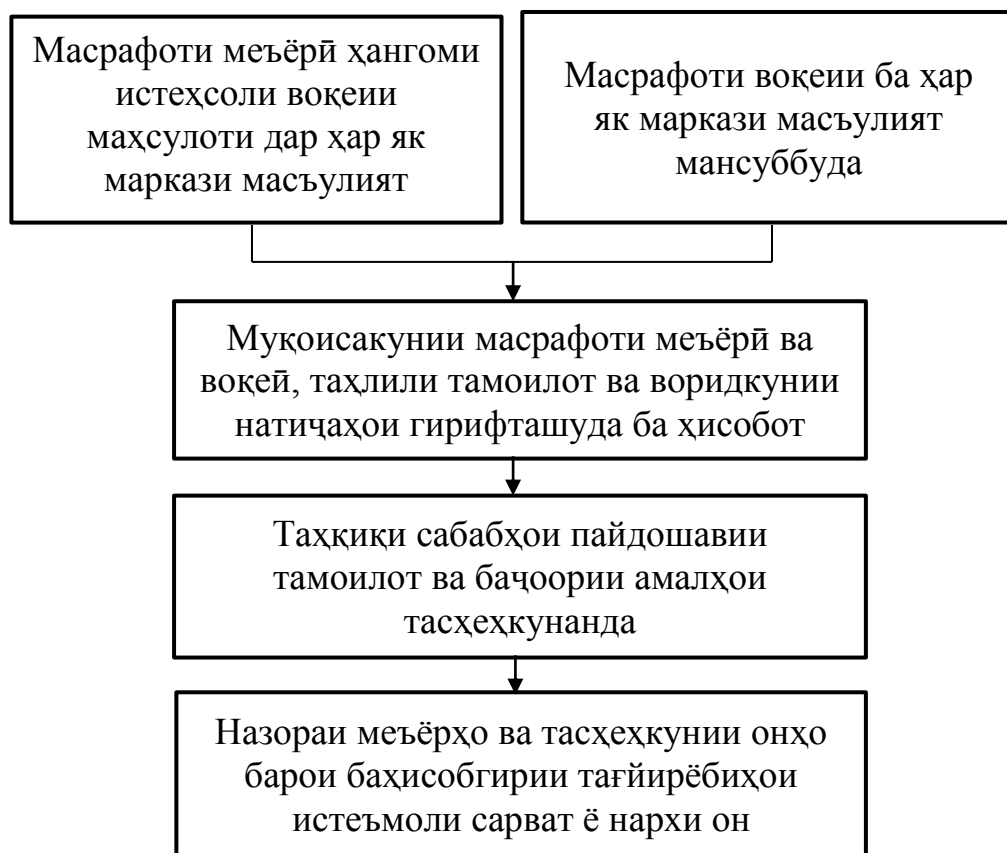 Масрафоти меъёрӣ ҳангоми
истеҳсоли воқеии
маҳсулоти дар ҳар як
маркази масъулият
Масрафоти воқеии ба ҳар
як маркази масъулият
мансуббуда
Муқоисакунии масрафоти меъёрӣ ва
воқеӣ, таҳлили тамоилот ва воридкунии
натиҷаҳои гирифташуда ба ҳисобот
Таҳқиқи сабабҳои пайдошавии
тамоилот ва баҷоории амалҳои
тасҳеҳкунанда
Назораи меъёрҳо ва тасҳеҳкунии онҳо
барои баҳисобгирии тағйирёбиҳои
истеъмоли сарват ё нархи он